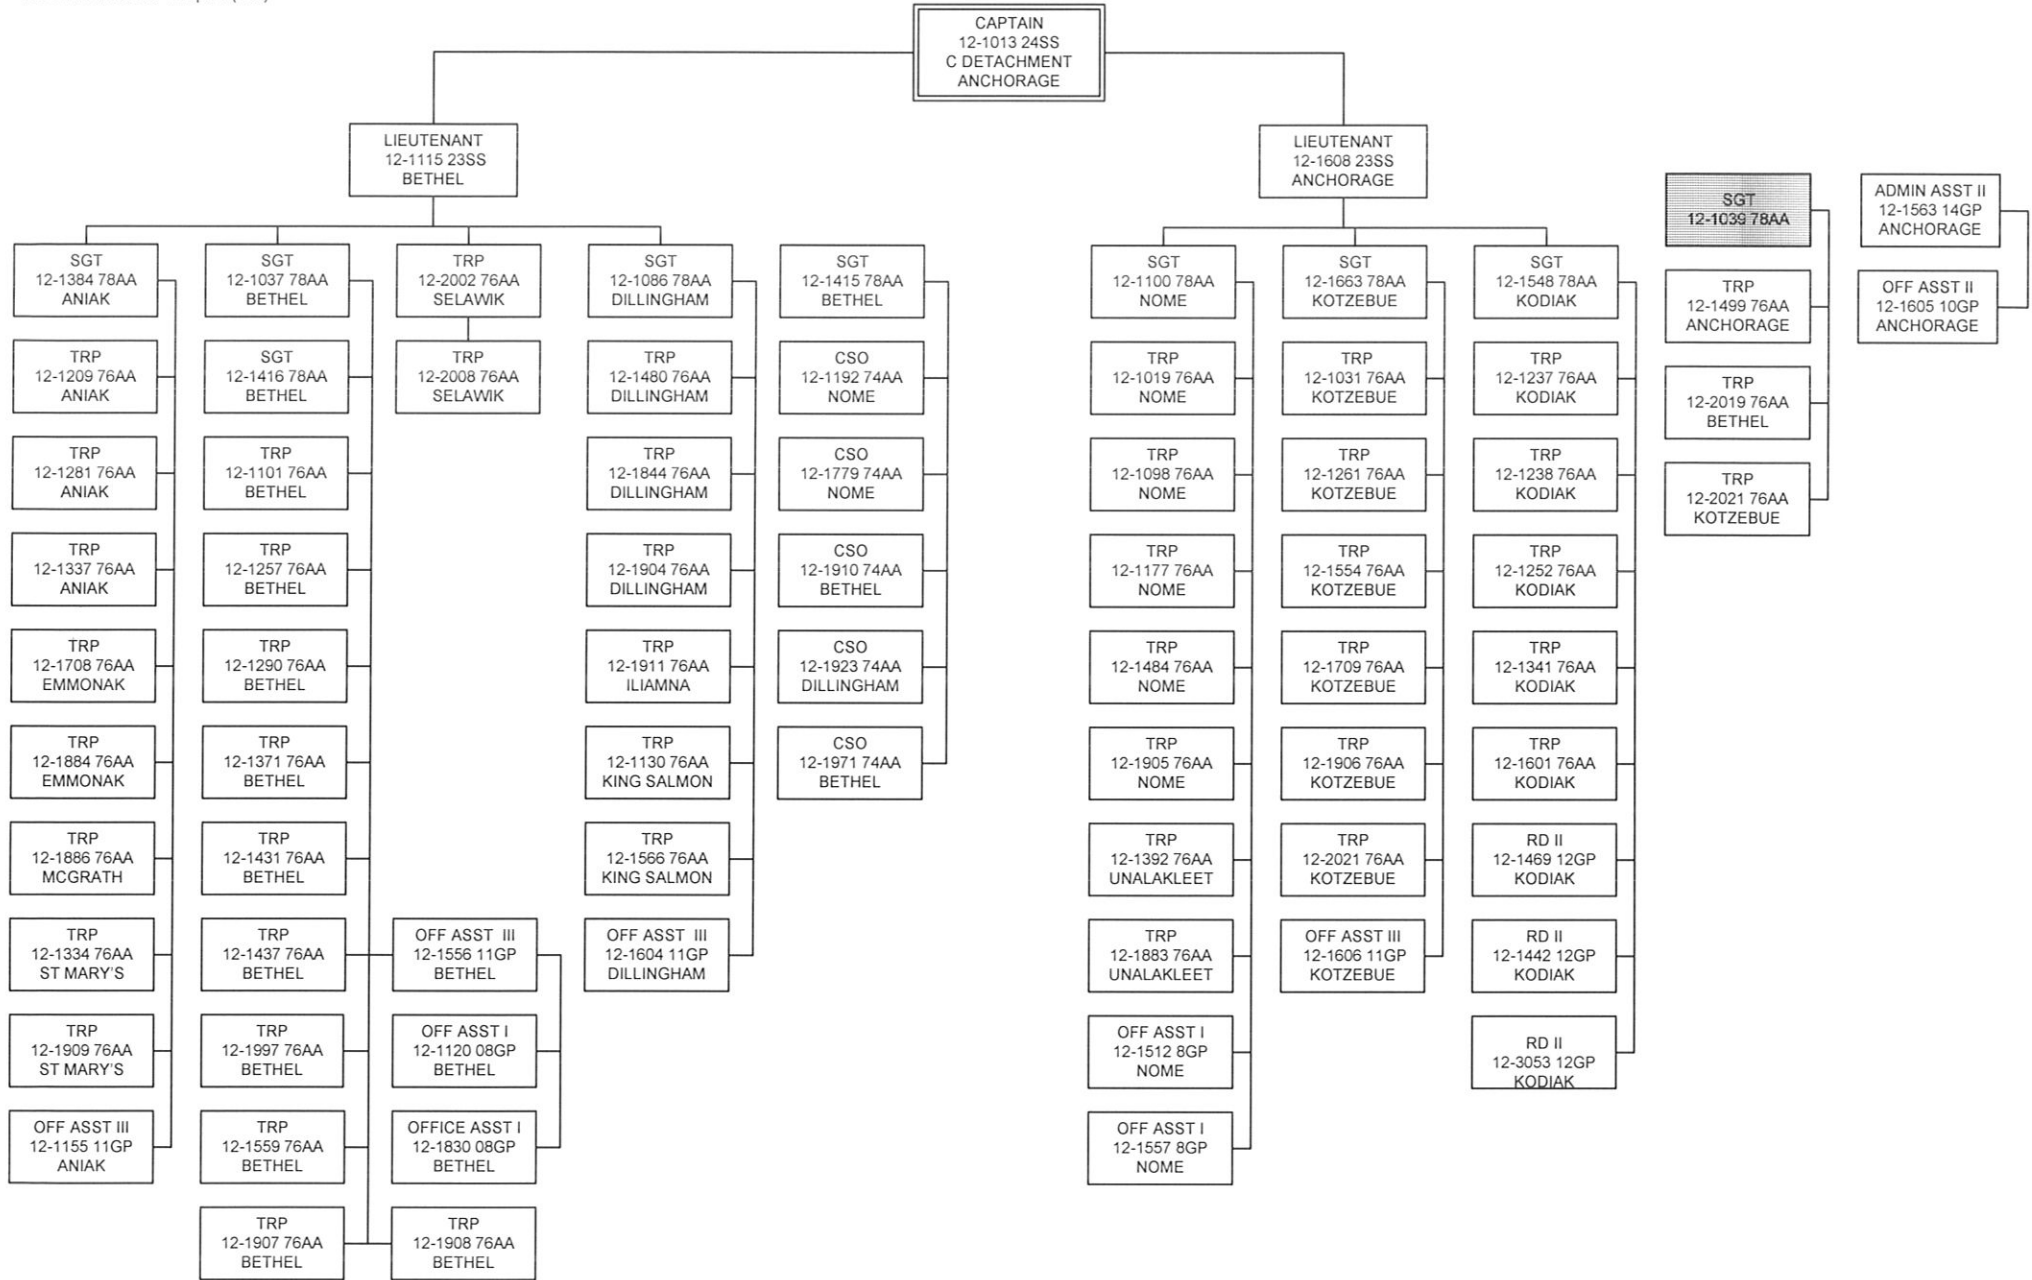 CAPTAIN
12-1013 24SS
C DETACHMENT
ANCHORAGE
LIEUTENANT
12-1115 23SS
BETHEL
LIEUTENANT
12-1608 23SS
ANCHORAGE
SGT
12-1384 78AA
ANIAK
TRP
12-1209 76AA
ANIAK
TRP
12-1281 76AA
ANIAK
TRP
12-1337 76AA
ANIAK
TRP
12-1708 76AA
EMMONAK
TRP
12-1884 76AA
EMMONAK
TRP
12-1886 76AA
MCGRATH
TRP
12-1334 76AA
ST MARY'S
TRP
12-1909 76AA
ST MARY'S
OFF ASST III
12-1155 11GP
ANIAK
SGT
12-1037 78AA
BETHEL
SGT
12-1416 78AA
BETHEL
TRP
12-1101 76AA
BETHEL
TRP
12-1257 76AA
BETHEL
TRP
12-1290 76AA
BETHEL
TRP
12-1371 76AA
BETHEL
TRP
12-1431 76AA
BETHEL
TRP
12-1437 76AA
BETHEL
TRP
12-1997 76AA
BETHEL
TRP
12-1559 76AA
BETHEL
TRP
12-1907 76AA
BETHEL
TRP
12-2002 76AA
SELAWIK
TRP
12-2008 76AA
SELAWIK
OFF ASST III
12-1556 11GP
BETHEL
OFF ASST I
12-1120 08GP
BETHEL
OFFICE ASST I
12-1830 08GP
BETHEL
TRP
12-1908 76AA
BETHEL
SGT
12-1086 78AA
DILLINGHAM
TRP
12-1480 76AA
DILLINGHAM
TRP
12-1844 76AA
DILLINGHAM
TRP
12-1904 76AA
DILLINGHAM
TRP
12-1911 76AA
ILIAMNA
TRP
12-1130 76AA
KING SALMON
TRP
12-1566 76AA
KING SALMON
OFF ASST III
12-1604 11GP
DILLINGHAM
SGT
12-1415 78AA
BETHEL
CSO
12-1192 74AA
NOME
CSO
12-1779 74AA
NOME
CSO
12-1910 74AA
BETHEL
CSO
12-1923 74AA
DILLINGHAM
CSO
12-1971 74AA
BETHEL
SGT
12-1100 78AA
NOME
TRP
12-1019 76AA
NOME
TRP
12-1098 76AA
NOME
TRP
12-1177 76AA
NOME
TRP
12-1484 76AA
NOME
TRP
12-1905 76AA
NOME
TRP
12-1392 76AA
UNALAKLEET
TRP
12-1883 76AA
UNALAKLEET
OFF ASST I
12-1512 8GP
NOME
OFF ASST I
12-1557 8GP
NOME
SGT
12-1663 78AA
KOTZEBUE
TRP
12-1031 76AA
KOTZEBUE
TRP
12-1261 76AA
KOTZEBUE
TRP
12-1554 76AA
KOTZEBUE
TRP
12-1709 76AA
KOTZEBUE
TRP
12-1906 76AA
KOTZEBUE
TRP
12-2021 76AA
KOTZEBUE
OFF ASST III
12-1606 11GP
KOTZEBUE
SGT
12-1548 78AA
KODIAK
TRP
12-1237 76AA
KODIAK
TRP
12-1238 76AA
KODIAK
TRP
12-1252 76AA
KODIAK
TRP
12-1341 76AA
KODIAK
TRP
12-1601 76AA
KODIAK
RD II
12-1469 12GP
KODIAK
RD II
12-1442 12GP
KODIAK
RD II
12-3053 12GP
KODIAK
SGT
12-1039 78AA
TRP
12-1499 76AA
ANCHORAGE
TRP
12-2019 76AA
BETHEL
TRP
12-2021 76AA
KOTZEBUE
ADMIN ASST II
12-1563 14GP
ANCHORAGE
OFF ASST II
12-1605 10GP
ANCHORAGE